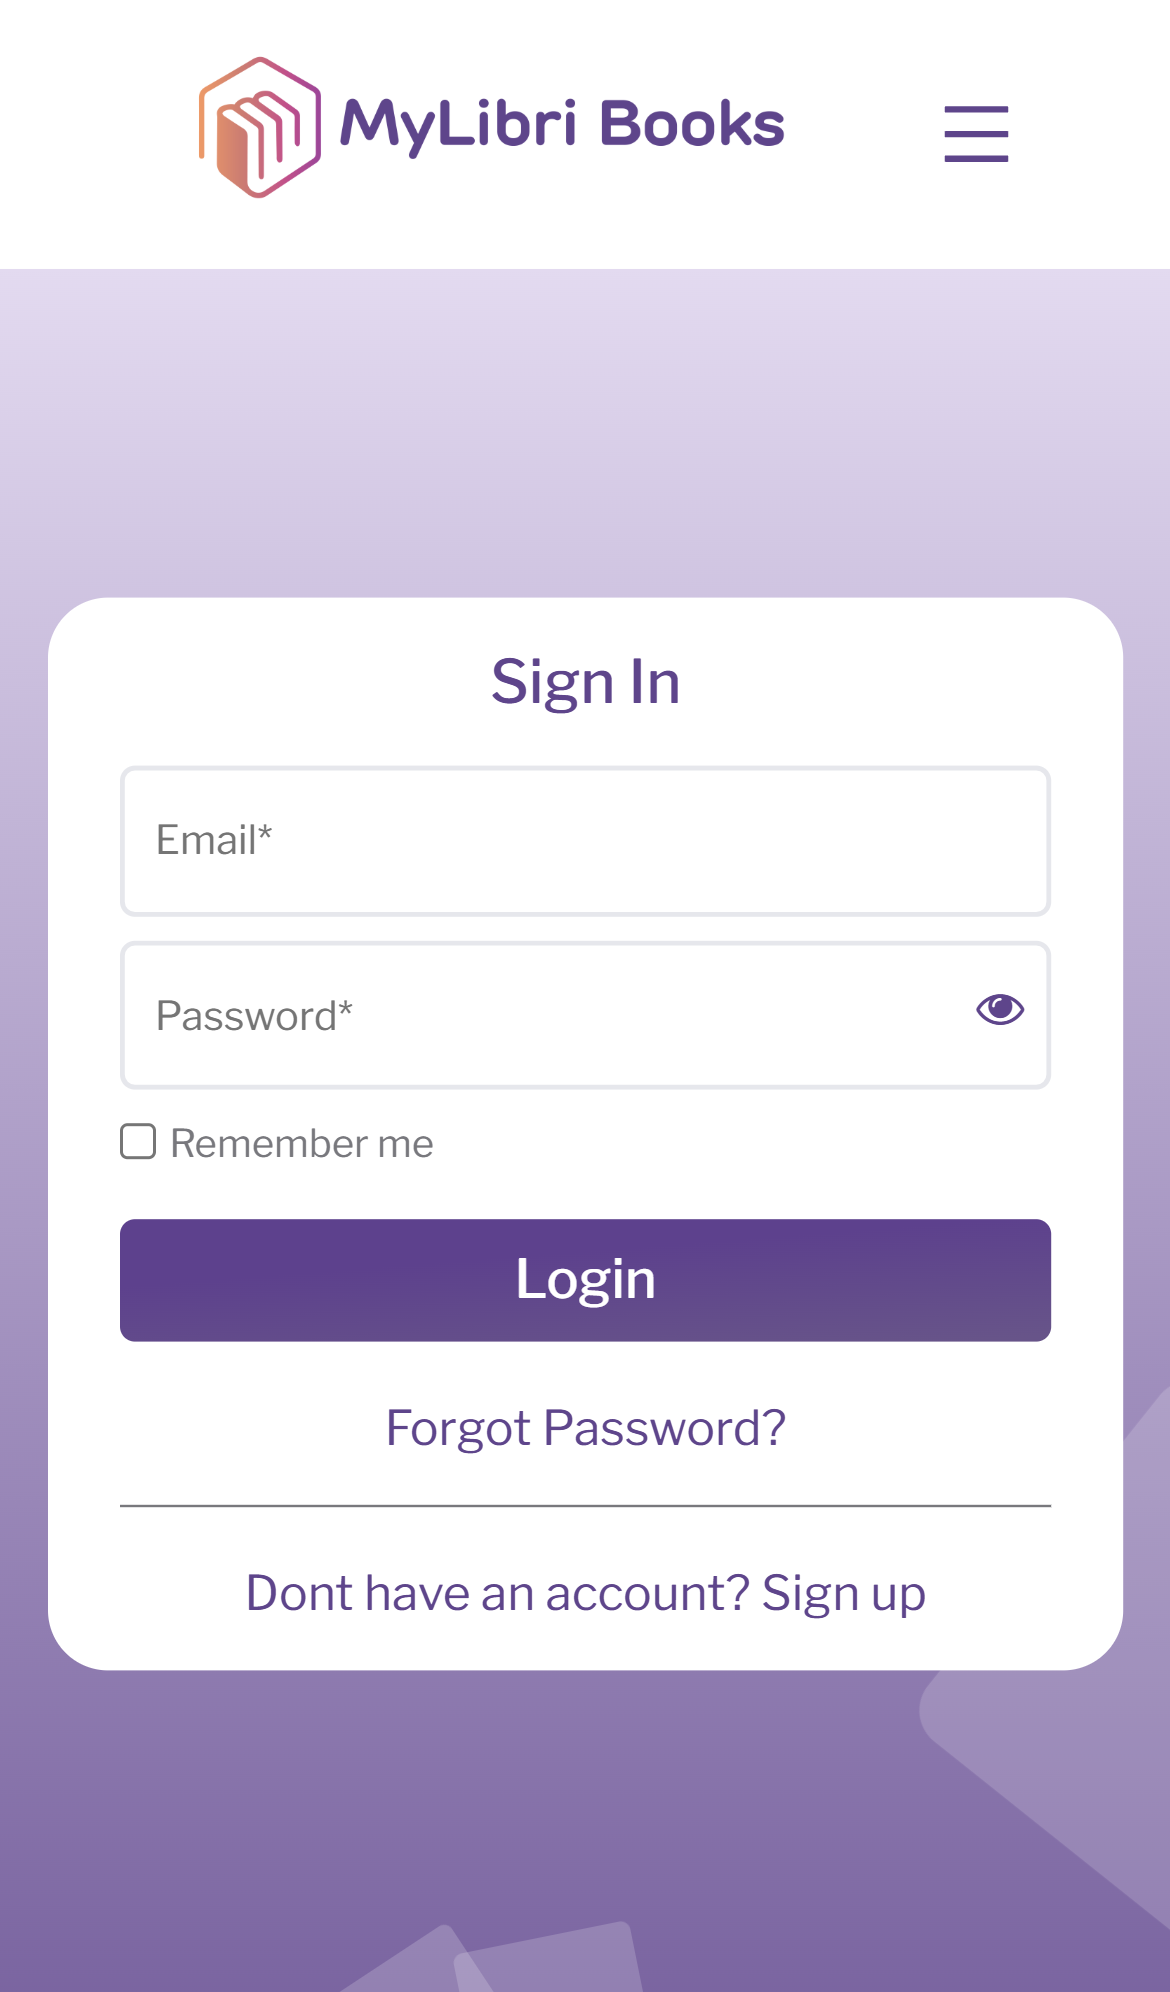 MyLibri Books
Sign In
Email*
Password*
Remember me
Login
Forgot Password?
Dont have an account? Sign up